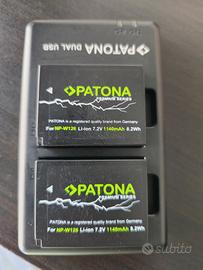 PATONA
DUAL USB
PATONA
PREMIUM SERIES
PATONA is a registered quality brand from Germany
For NP-W126 Li-ion 7.2V 1140mAh 8.2Wh
PATONA
PREMIUM SERIES
PATONA is a registered quality brand from Germany
For NP-W126 Li-ion 7.2V 1140mAh 8.2Wh
subito